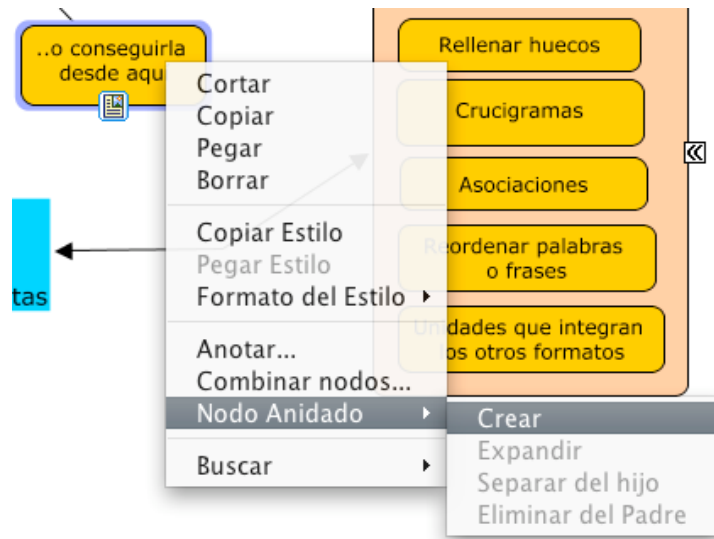 ..o conseguirla
desde aqu
Cortar
Copiar
Pegar
Borrar
Copiar Estilo
Pegar Estilo
Formato del Estilo
Anotar...
Combinar nodos...
Nodo Anidado
Buscar
Crear
Expandir
Separar del hijo
Eliminar del Padre
tas
Rellenar huecos
Crucigramas
Asociaciones
Reordenar palabras
o frases
Unidades que integran
los otros formatos